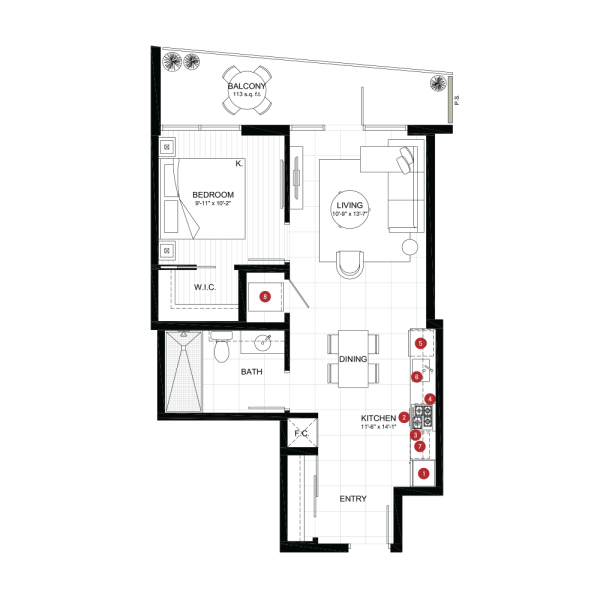 BALCONY
113 s.q. f.t.
P.S.
K.
BEDROOM
9'-11" x 10'-2"
LIVING
10'-9" x 13'-7"
W.I.C.
8
DINING
5
BATH
6
4
KITCHEN
2
11'-6" x 14'-1"
3
F.C.
7
1
ENTRY